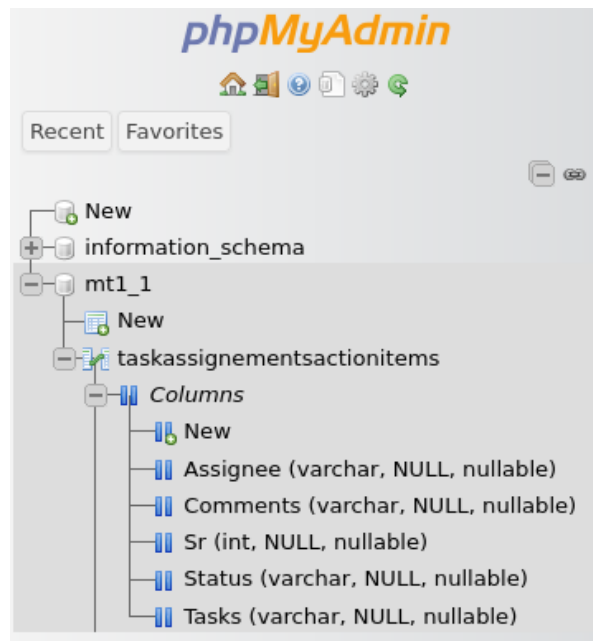 phpMyAdmin
Recent Favorites
New
information_schema
mt1_1
New
taskassignementsactionitems
Columns
New
Assignee (varchar, NULL, nullable)
Comments (varchar, NULL, nullable)
Sr (int, NULL, nullable)
Status (varchar, NULL, nullable)
Tasks (varchar, NULL, nullable)